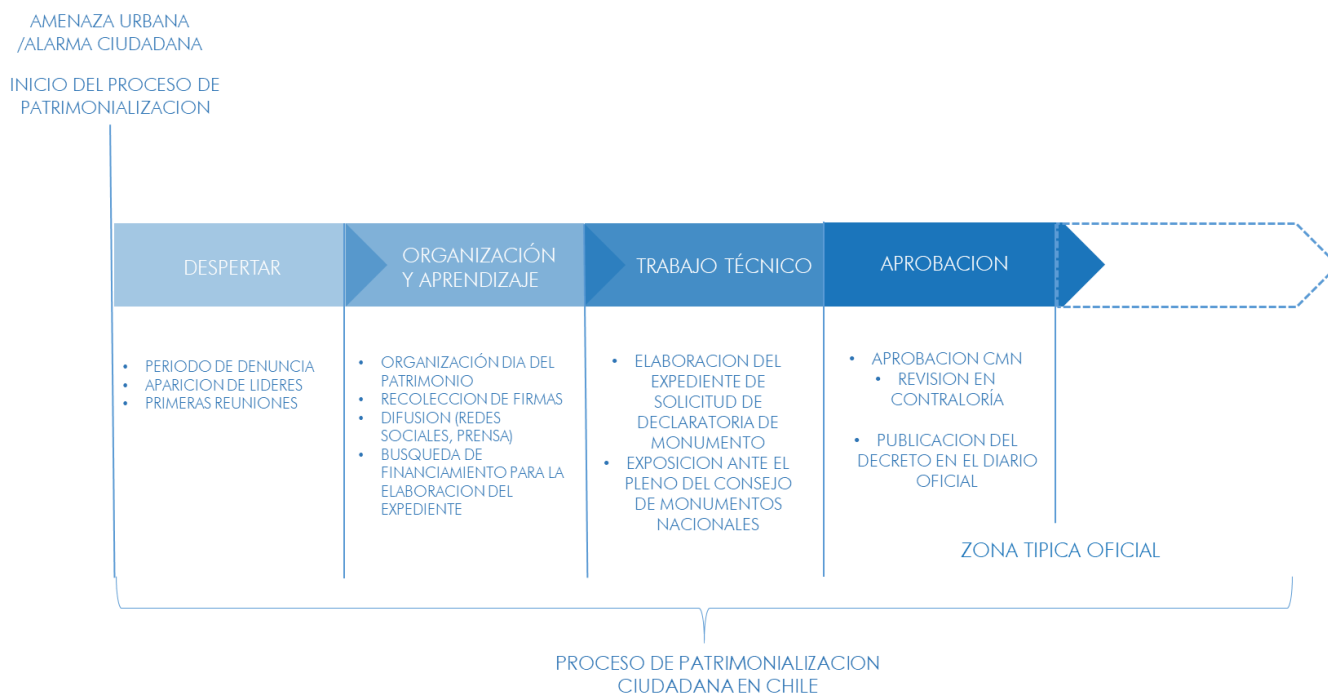 AMENAZA URBANA
/ALARMA CIUDADANA
INICIO DEL PROCESO DE
PATRIMONIALIZACION
DESPERTAR
ORGANIZACIÓN
Y APRENDIZAJE
TRABAJO TÉCNICO
APROBACION
• PERIODO DE DENUNCIA
• APARICION DE LIDERES
• PRIMERAS REUNIONES
• ORGANIZACIÓN DIA DEL
PATRIMONIO
• RECOLECCION DE FIRMAS
• DIFUSION (REDES
SOCIALES, PRENSA)
• BUSQUEDA DE
FINANCIAMIENTO PARA LA
ELABORACION DEL
EXPEDIENTE
• ELABORACION DEL
EXPEDIENTE DE
SOLICITUD DE
DECLARATORIA DE
MONUMENTO
• EXPOSICION ANTE EL
PLENO DEL CONSEJO
DE MONUMENTOS
NACIONALES
• APROBACION CMN
• REVISION EN
CONTRALORÍA
• PUBLICACION DEL
DECRETO EN EL DIARIO
OFICIAL
ZONA TIPICA OFICIAL
PROCESO DE PATRIMONIALIZACION
CIUDADANA EN CHILE